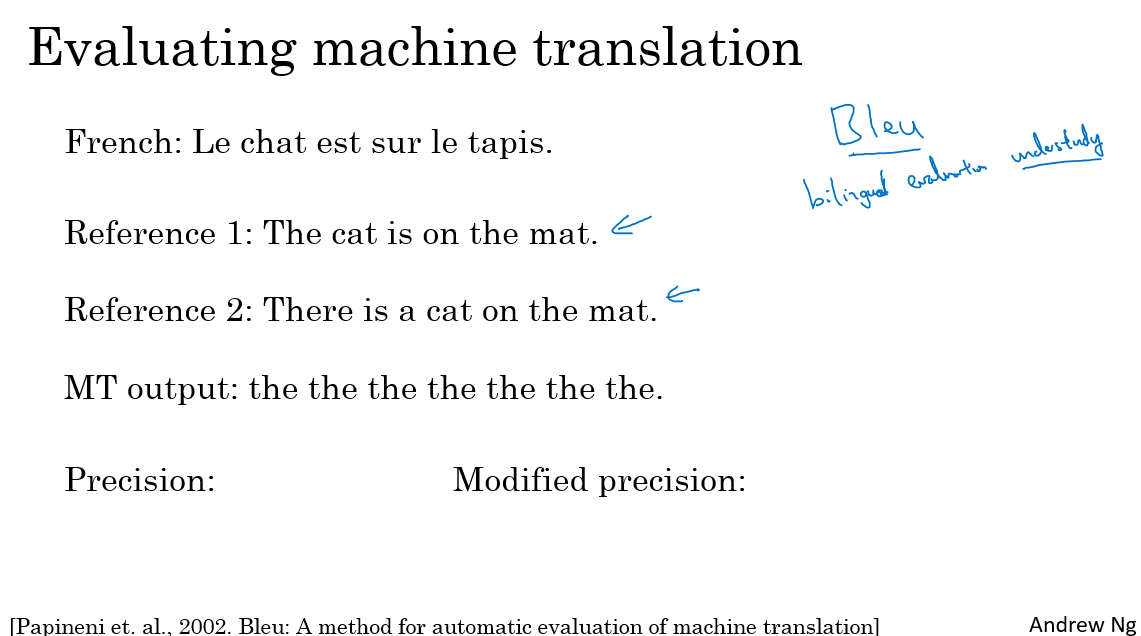 Evaluating machine translation
French: Le chat est sur le tapis.
Bleu
bilingual evaluation understudy
Reference 1: The cat is on the mat.
Reference 2: There is a cat on the mat.
MT output: the the the the the the the.
Precision: Modified precision:
[Papineni et. al., 2002. Bleu: A method for automatic evaluation of machine translation] Andrew Ng